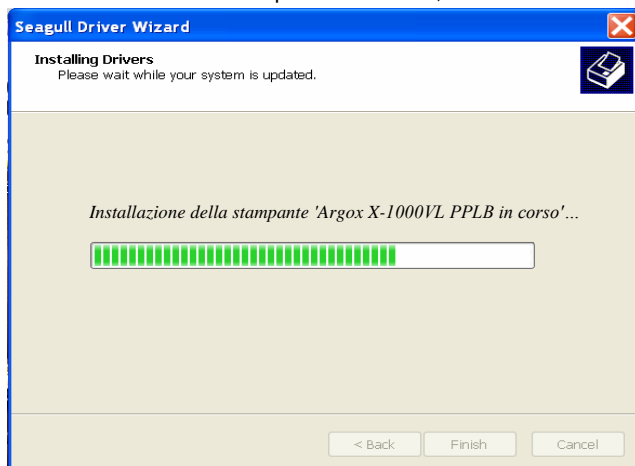 Seagull Driver Wizard
Installing Drivers
Please wait while your system is updated.
Installazione della stampante 'Argox X-1000VL PPLB in corso'...
< Back
Finish
Cancel